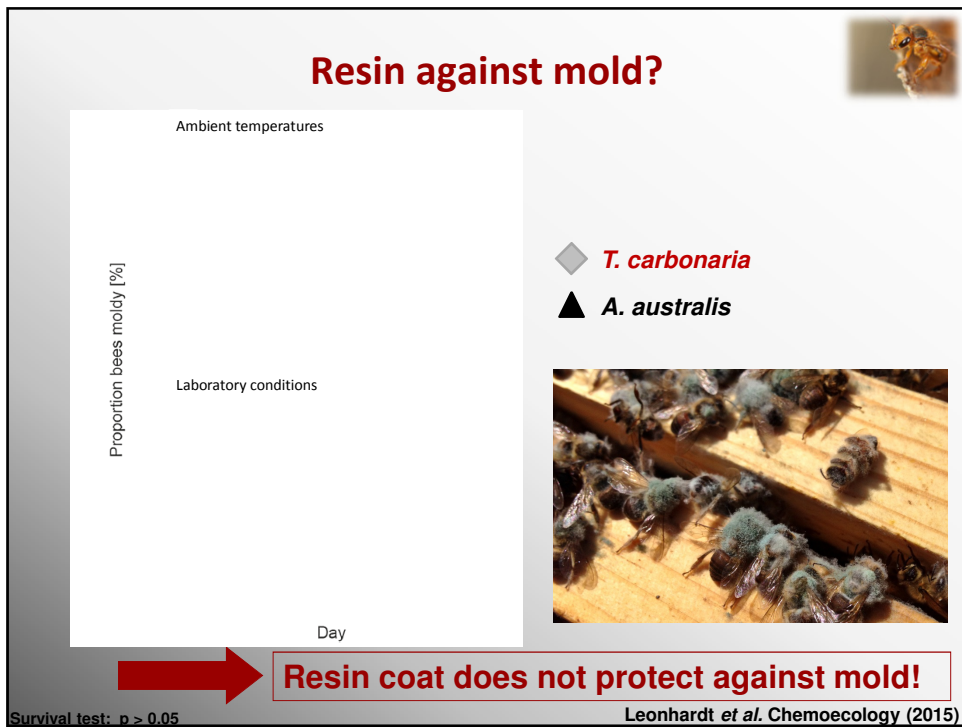 Resin against mold?
Ambient temperatures
Proportion bees moldy [%]
Laboratory conditions
Day
T. carbonaria
A. australis
Resin coat does not protect against mold!
Survival test: p > 0.05
Leonhardt et al. Chemoecology (2015)